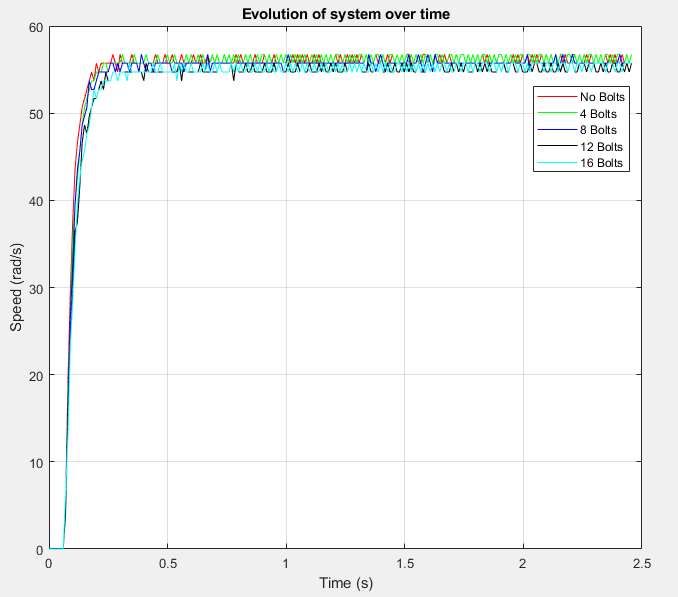 Evolution of system over time
60
50
40
30
20
10
0
Speed (rad/s)
No Bolts
4 Bolts
8 Bolts
12 Bolts
16 Bolts
0
0.5
1
1.5
2
2.5
Time (s)